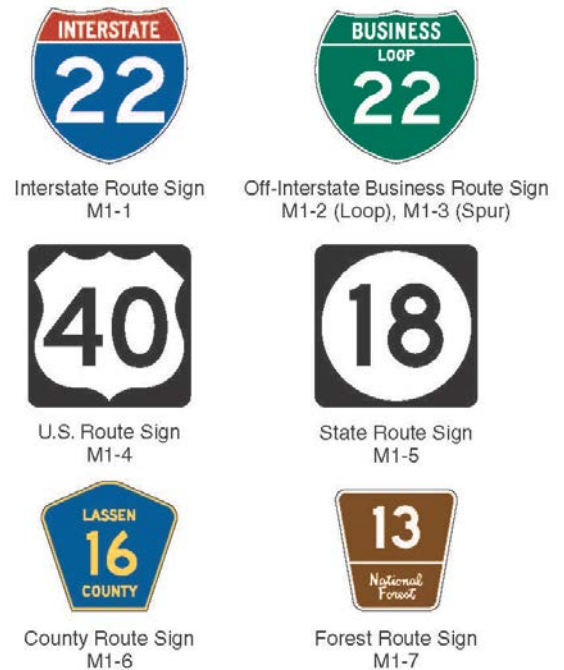 INTERSTATE
22
BUSINESS
LOOP
22
Interstate Route Sign
M1-1
Off-Interstate Business Route Sign
M1-2 (Loop), M1-3 (Spur)
40
18
U.S. Route Sign
M1-4
State Route Sign
M1-5
LASSEN
16
COUNTY
13
National
Forest
County Route Sign
M1-6
Forest Route Sign
M1-7